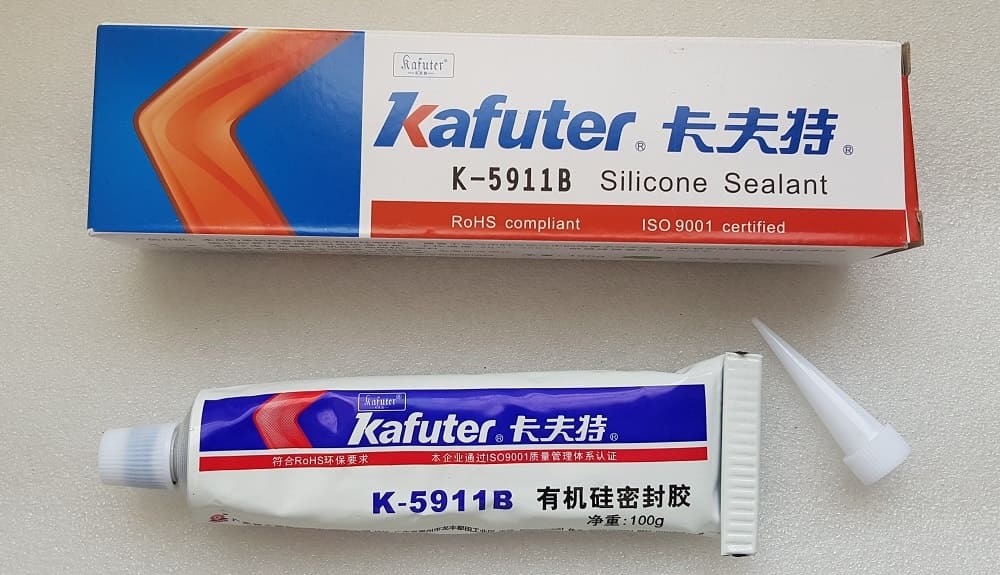 Kafuter®
Kafuter® 卡夫特®
K-5911B Silicone Sealant
RoHS compliant ISO 9001 certified
Kafuter®
Kafuter® 卡夫特®
符合RoHS环保要求 本企业通过ISO9001质量管理体系认证
K-5911B 有机硅密封胶
净重:100g